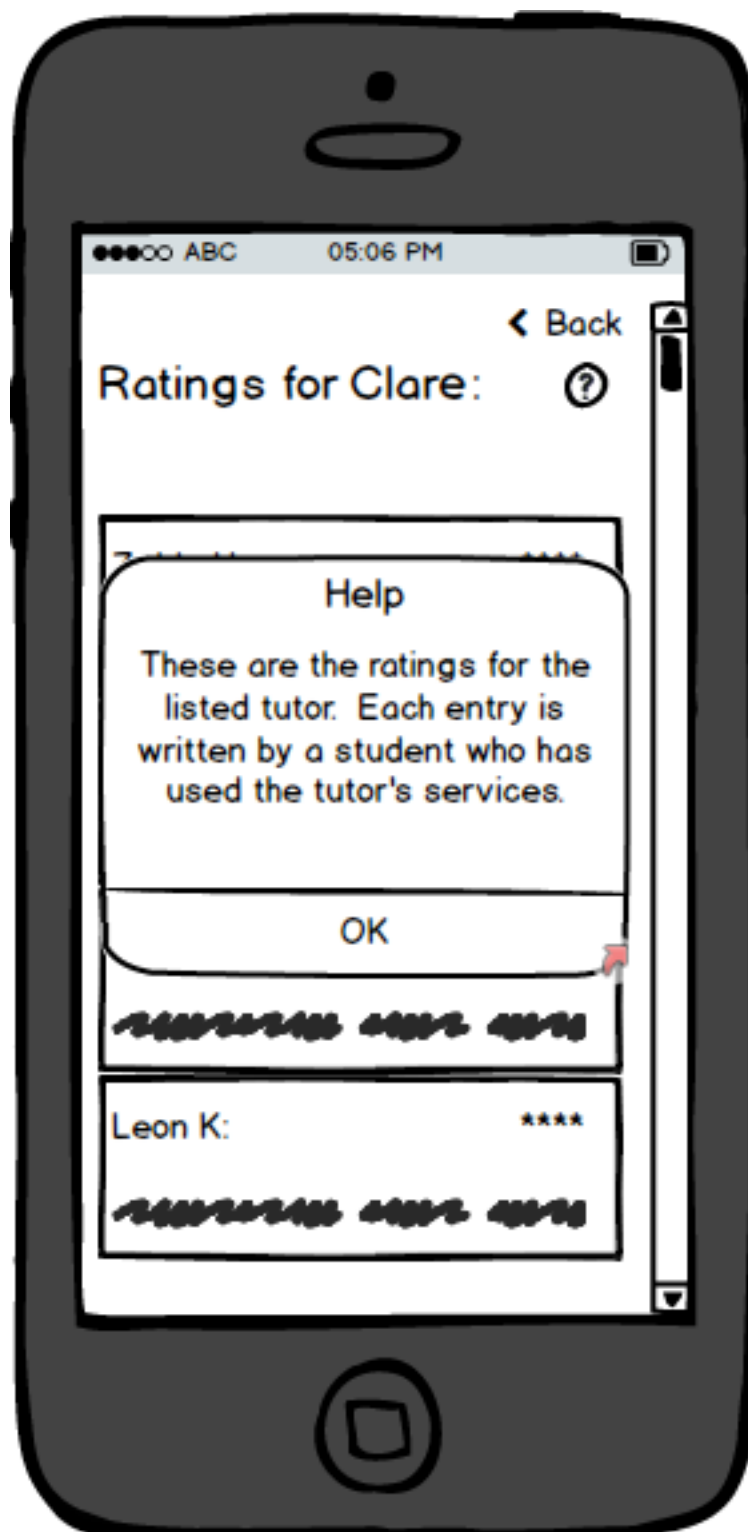 ABC 05:06 PM
Back
Ratings for Clare: ?
****
Help
These are the ratings for the
listed tutor. Each entry is
written by a student who has
used the tutor's services.
OK
Leon K: ****